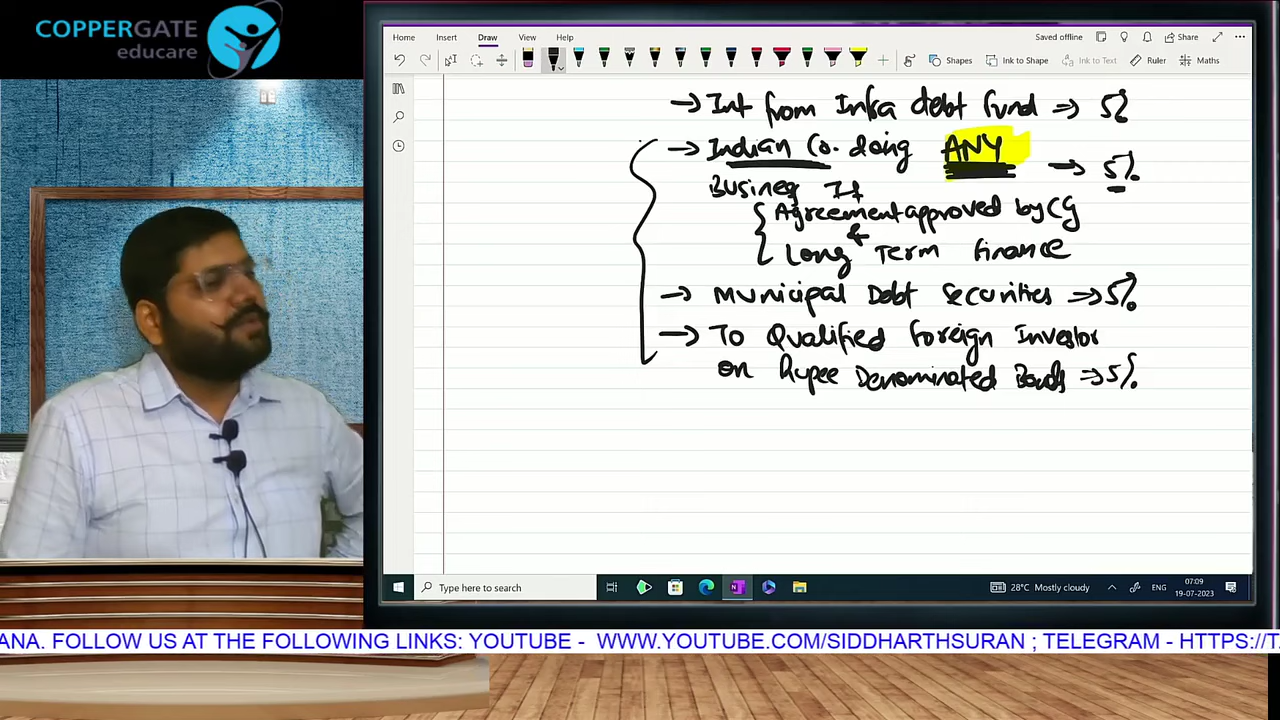 COPPERGATE
educare
Home Insert Draw View Help
Saved offline
Share
Shapes
Ink to Shape
Ink to Text
Ruler
Maths
→ Int from Infra debt fund ⇒ 5%
→ Indian Co. doing ANY → 5%
Business If
Agreement approved by CG
&
Long Term finance
→ Municipal Debt Securities ⇒ 5%
→ To Qualified foreign Investor
on Rupee Denominated Bonds ⇒ 5%
Type here to search
28°C Mostly cloudy
ENG
07:09
19-07-2023
ANA. FOLLOW US AT THE FOLLOWING LINKS: YOUTUBE - WWW.YOUTUBE.COM/SIDDHARTHSURAN ; TELEGRAM - HTTPS://T